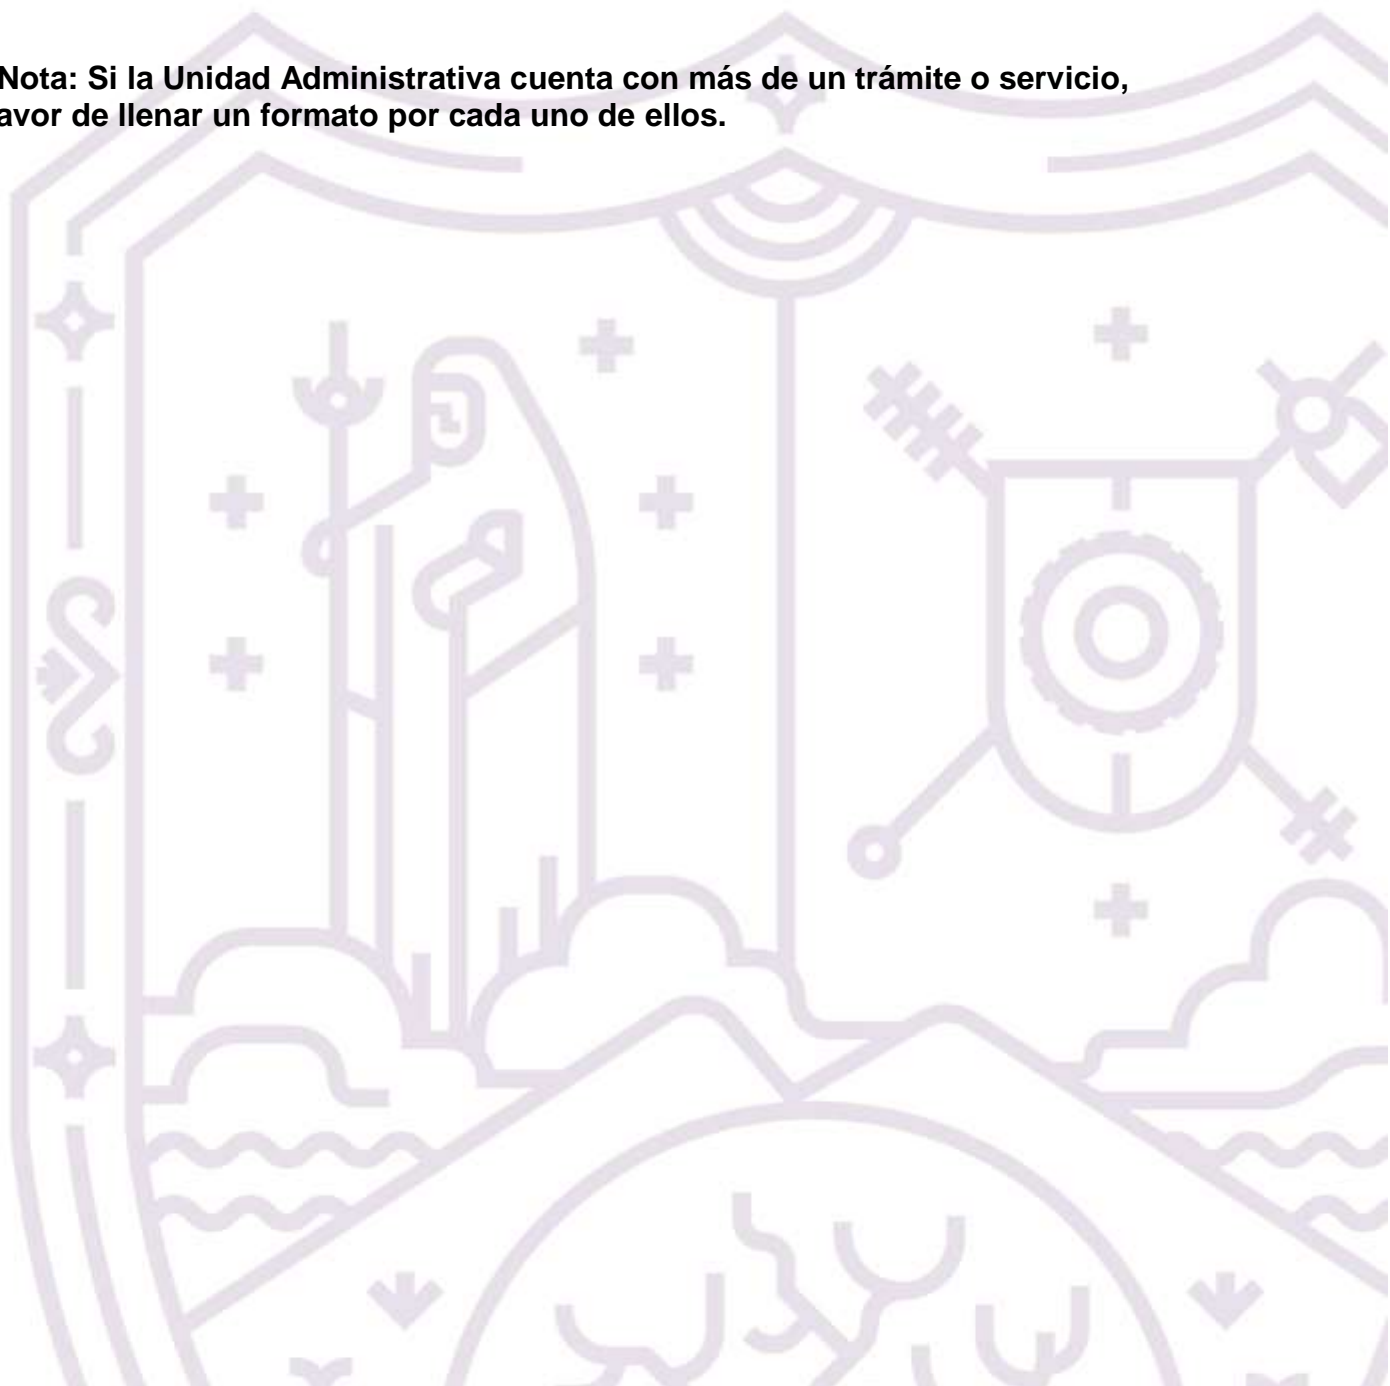 Nota: Si la Unidad Administrativa cuenta con más de un trámite o servicio,
avor de llenar un formato por cada uno de ellos.